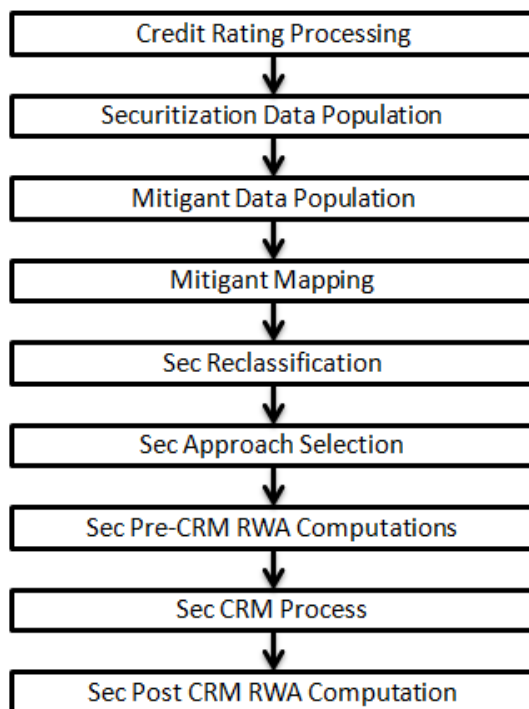 Credit Rating Processing
Securitization Data Population
Mitigant Data Population
Mitigant Mapping
Sec Reclassification
Sec Approach Selection
Sec Pre-CRM RWA Computations
Sec CRM Process
Sec Post CRM RWA Computation